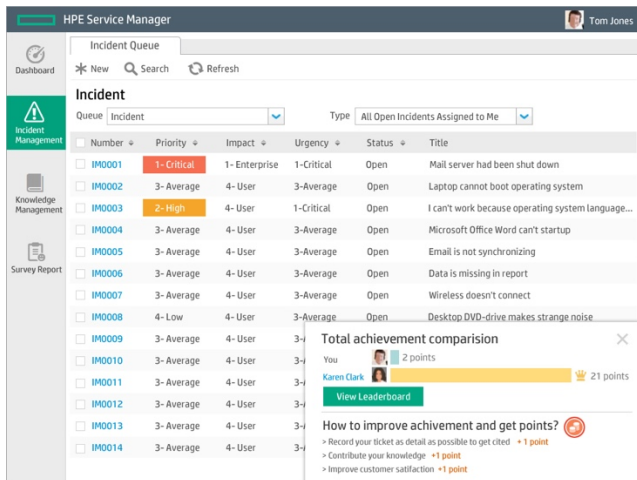 HPE Service Manager
Tom Jones
Incident Queue
Dashboard
New Search Refresh
Incident
Queue Incident Type All Open Incidents Assigned to Me
Incident
Management
Number Priority Impact Urgency Status Title
IM0001 1- Critical 1- Enterprise 1-Critical Open Mail server had been shut down
IM0002 3- Average 4- User 3-Average Open Laptop cannot boot operating system
Knowledge
Management
IM0003 2- High 4- User 1-Critical Open I can't work because operating system language...
IM0004 3- Average 4- User 3-Average Open Microsoft Office Word can't startup
IM0005 3- Average 4- User 3-Average Open Email is not synchronizing
Survey Report
IM0006 3- Average 4- User 3-Average Open Data is missing in report
IM0007 3- Average 4- User 3-Average Open Wireless doesn't connect
IM0008 4- Low 4- User 3-Average Open Desktop DVD-drive makes strange noise
IM0009 3- Average 4- User
IM0010 3- Average 4- User
IM0011 3- Average 4- User
IM0012 3- Average 4- User
IM0013 3- Average 4- User
IM0014 3- Average 4- User
Total achievement comparision
You 2 points
Karen Clark 21 points
View Leaderboard
How to improve achievement and get points?
> Record your ticket as detail as possible to get cited + 1 point
> Contribute your knowledge +1 point
> Improve customer satifaction +1 point